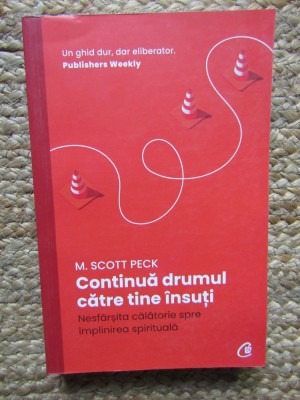 Un ghid dur, dar eliberator.
Publishers Weekly
M. SCOTT PECK
Continuă drumul
către tine însuți
Nesfârșita călătorie spre
împlinirea spirituală